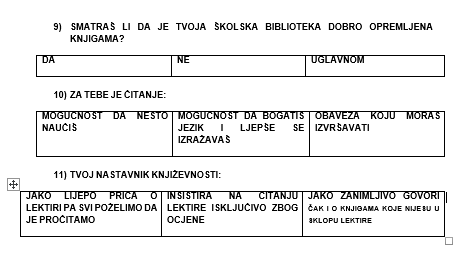 9) SMATRAŠ LI DA JE TVOJA ŠKOLSKA BIBLIOTEKA DOBRO OPREMLJENA
KNJIGAMA?
DA NE UGLAVNOM
10) ZA TEBE JE ČITANJE:
MOGUĆNOST DA NEŠTO
NAUČIŠ
MOGUĆNOST DA BOGATIŠ
JEZIK I LJEPŠE SE
IZRAŽAVAŠ
OBAVEZA KOJU MORAŠ
IZVRŠAVATI
11) TVOJ NASTAVNIK KNJIŽEVNOSTI:
JAKO LIJEPO PRIČA O
LEKTIRI PA SVI POŽELIMO DA
JE PROČITAMO
INSISTIRA NA ČITANJU
LEKTIRE ISKLJUČIVO ZBOG
OCJENE
JAKO ZANIMLJIVO GOVORI
ČAK I O KNJIGAMA KOJE NIJESU U
SKLOPU LEKTIRE